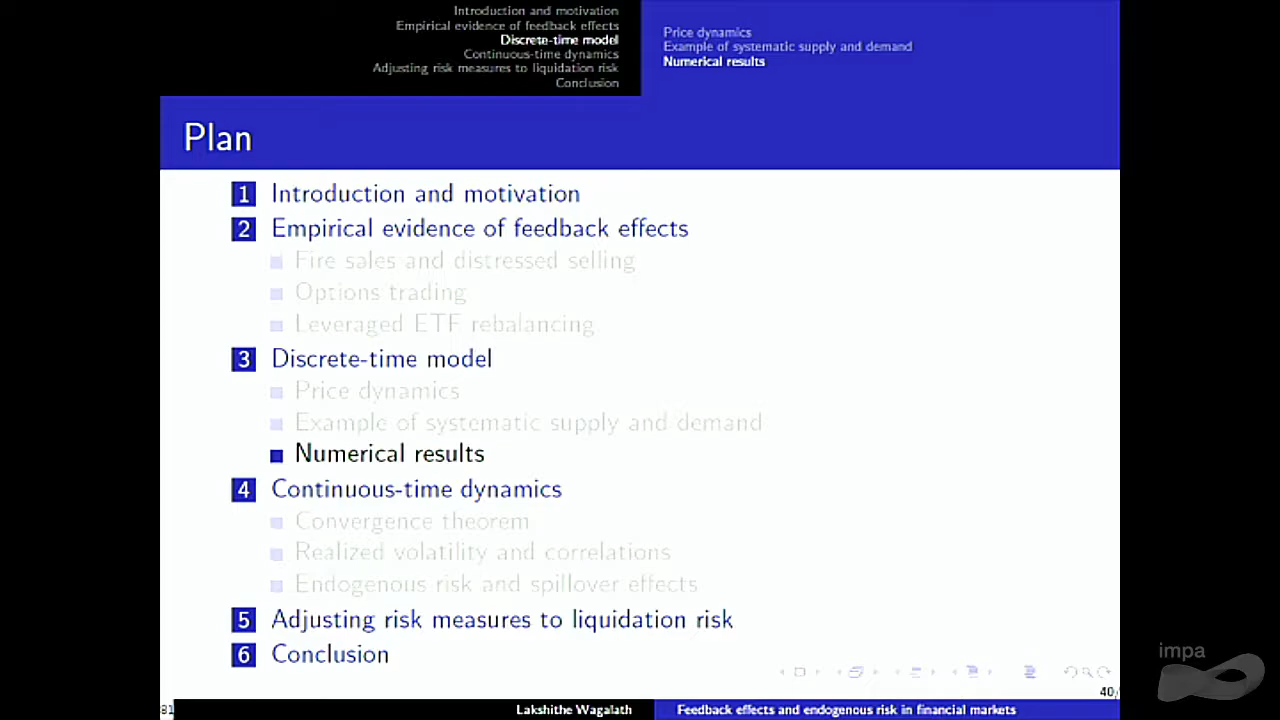 Introduction and motivation
Empirical evidence of feedback effects
Discrete-time model
Continuous-time dynamics
Adjusting risk measures to liquidation risk
Conclusion
Price dynamics
Example of systematic supply and demand
Numerical results
Plan
1 Introduction and motivation
2 Empirical evidence of feedback effects
Fire sales and distressed selling
Options trading
Leveraged ETF rebalancing
3 Discrete-time model
Price dynamics
Example of systematic supply and demand
Numerical results
4 Continuous-time dynamics
Convergence theorem
Realized volatility and correlations
Endogenous risk and spillover effects
5 Adjusting risk measures to liquidation risk
6 Conclusion
impa
40/
81
Lakshithe Wagalath
Feedback effects and endogenous risk in financial markets